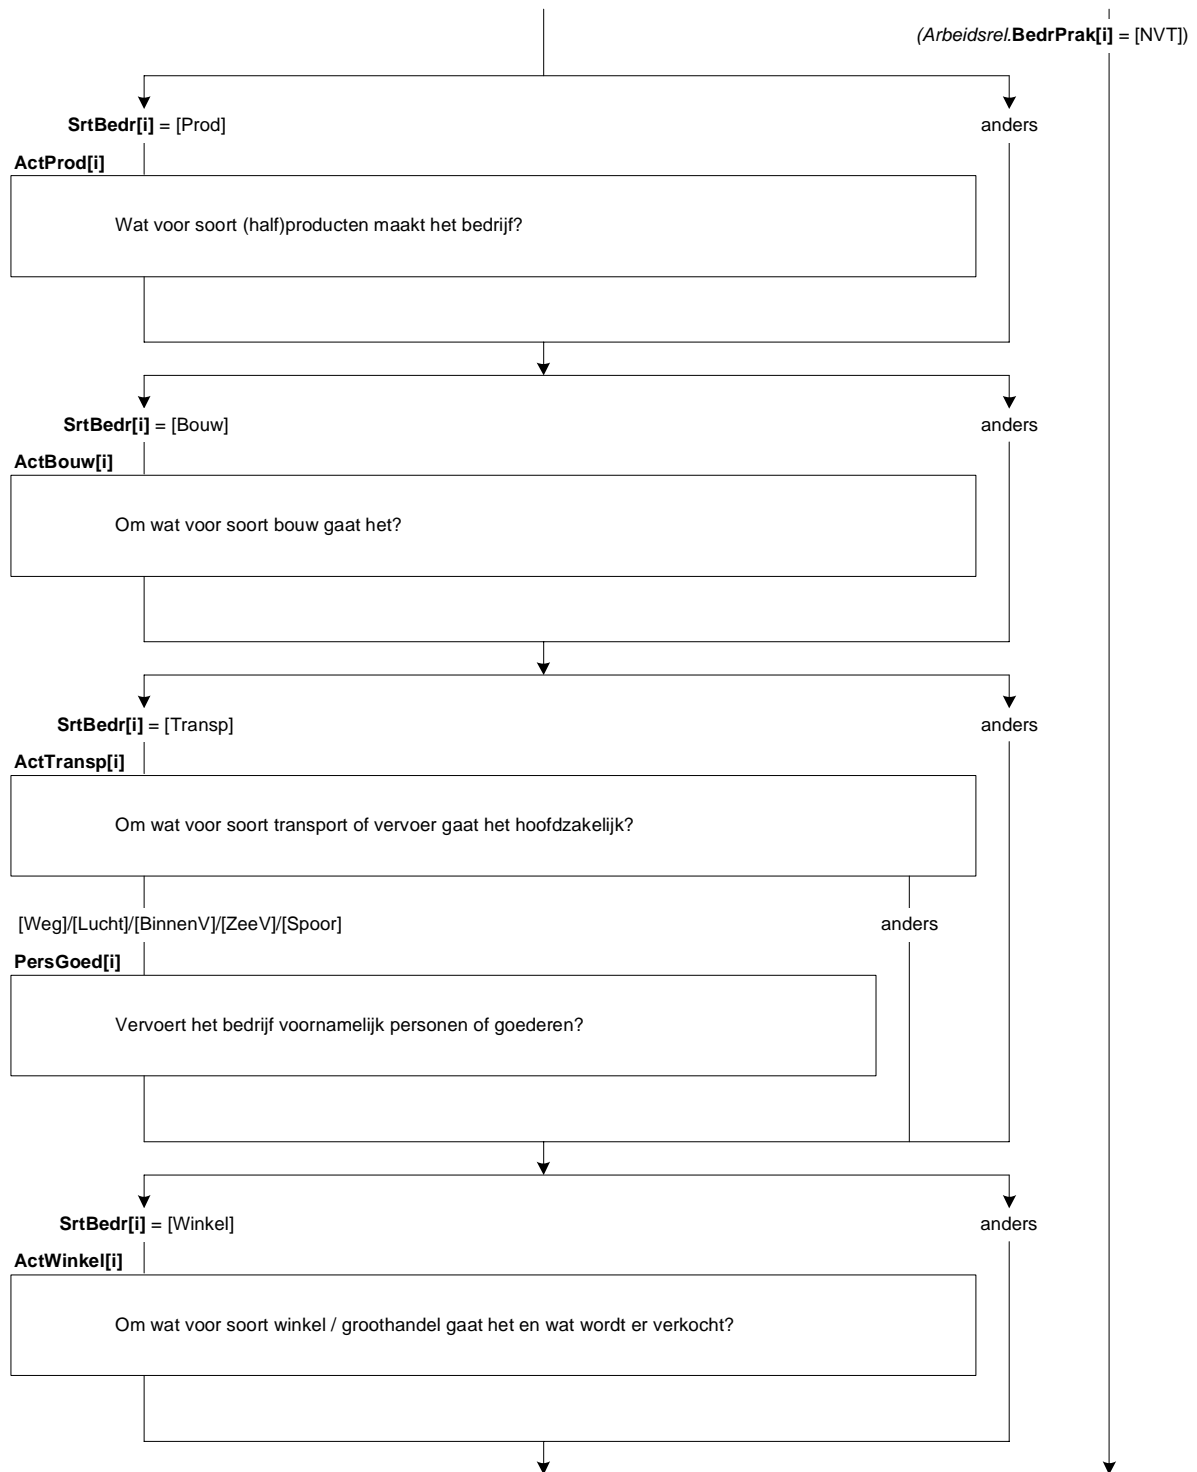 (Arbeidsrel.BedrPrak[i] = [NVT])
SrtBedr[i] = [Prod] anders
ActProd[i]
Wat voor soort (half)producten maakt het bedrijf?
SrtBedr[i] = [Bouw] anders
ActBouw[i]
Om wat voor soort bouw gaat het?
SrtBedr[i] = [Transp] anders
ActTransp[i]
Om wat voor soort transport of vervoer gaat het hoofdzakelijk?
[Weg]/[Lucht]/[BinnenV]/[ZeeV]/[Spoor] anders
PersGoed[i]
Vervoert het bedrijf voornamelijk personen of goederen?
SrtBedr[i] = [Winkel] anders
ActWinkel[i]
Om wat voor soort winkel / groothandel gaat het en wat wordt er verkocht?